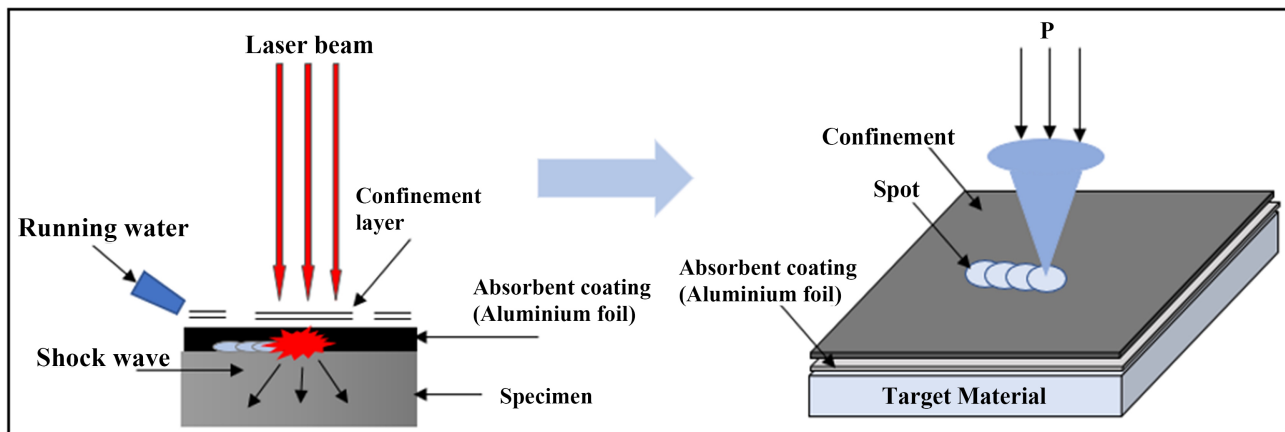 Laser beam
Confinement
layer
Running water
Absorbent coating
(Aluminium foil)
Shock wave
Specimen
P
Confinement
Spot
Absorbent coating
(Aluminium foil)
Target Material